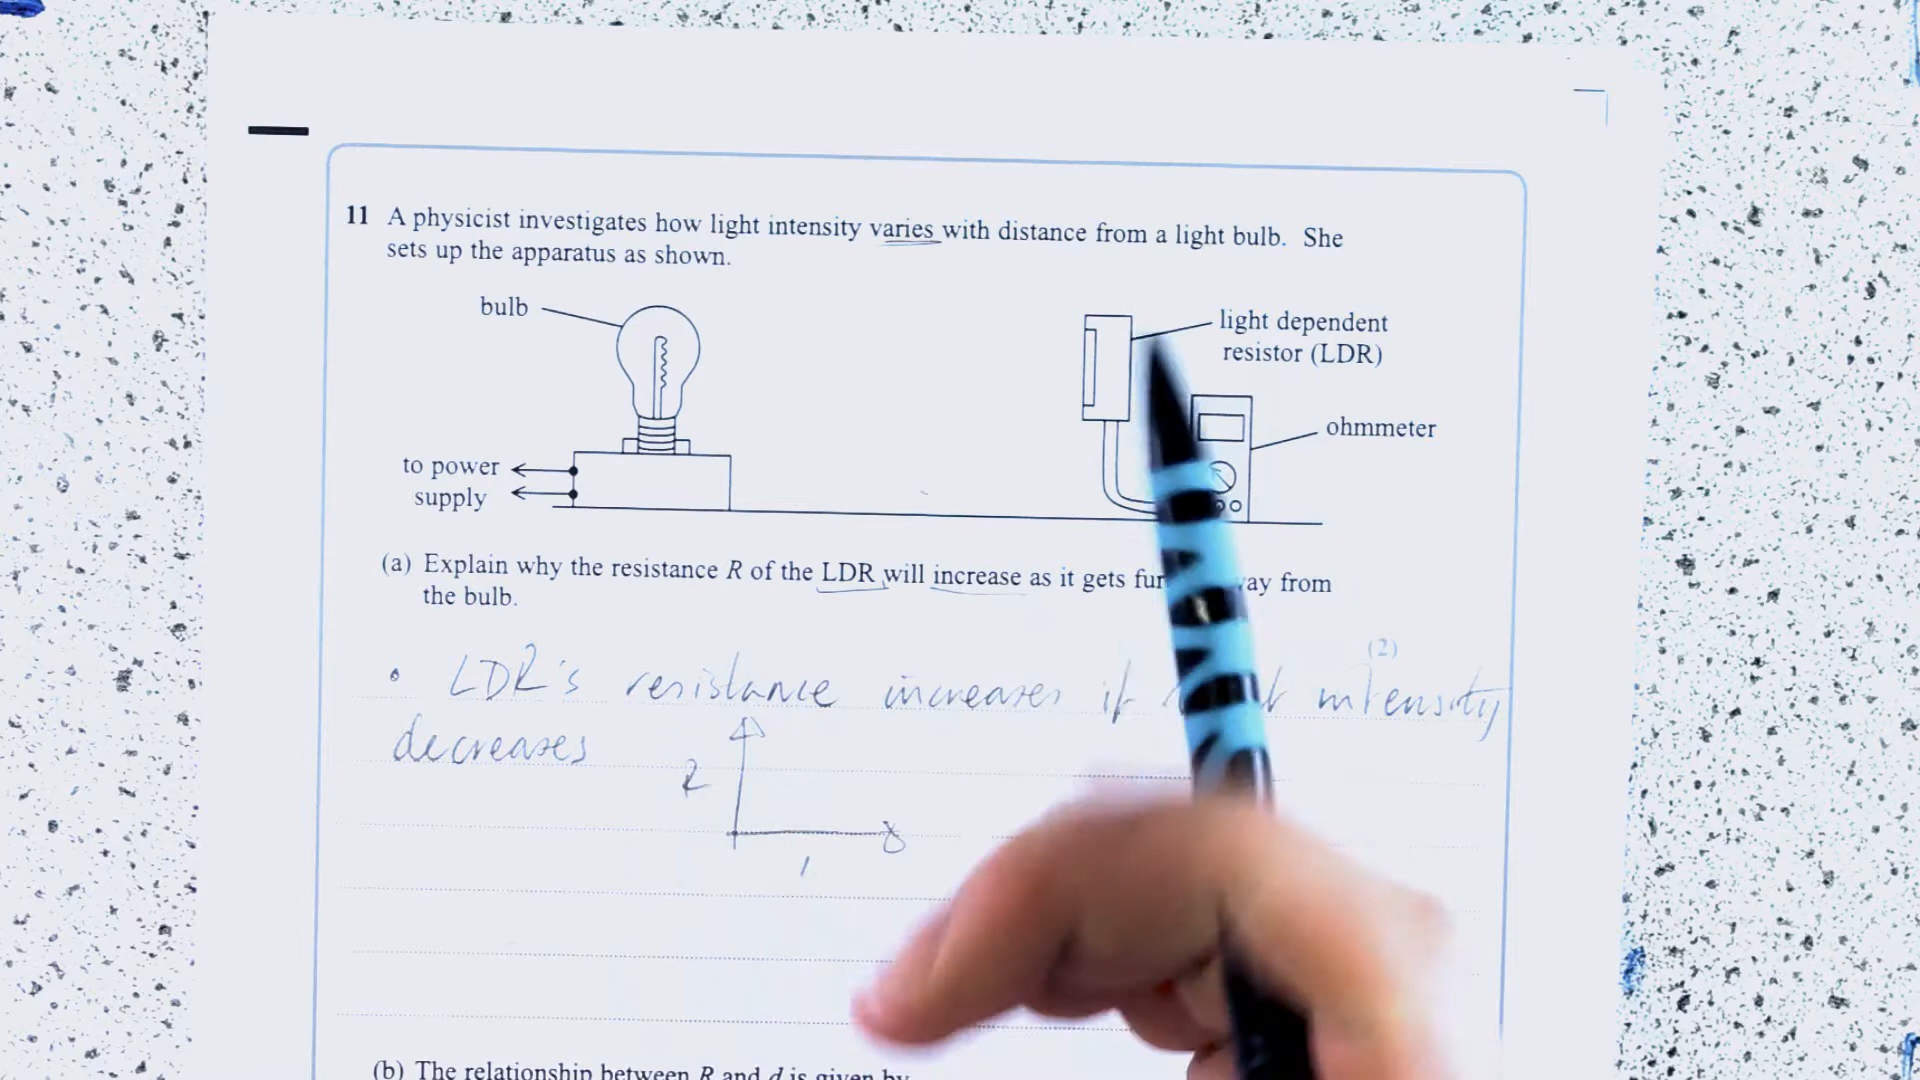 11 A physicist investigates how light intensity varies with distance from a light bulb. She
sets up the apparatus as shown.
bulb
light dependent
resistor (LDR)
ohmmeter
to power
supply
(a) Explain why the resistance R of the LDR will increase as it gets fur ay from
the bulb.
(2)
• LDR's resistance increases if intensity
decreases
R
(b) The relationship between R and d is given by